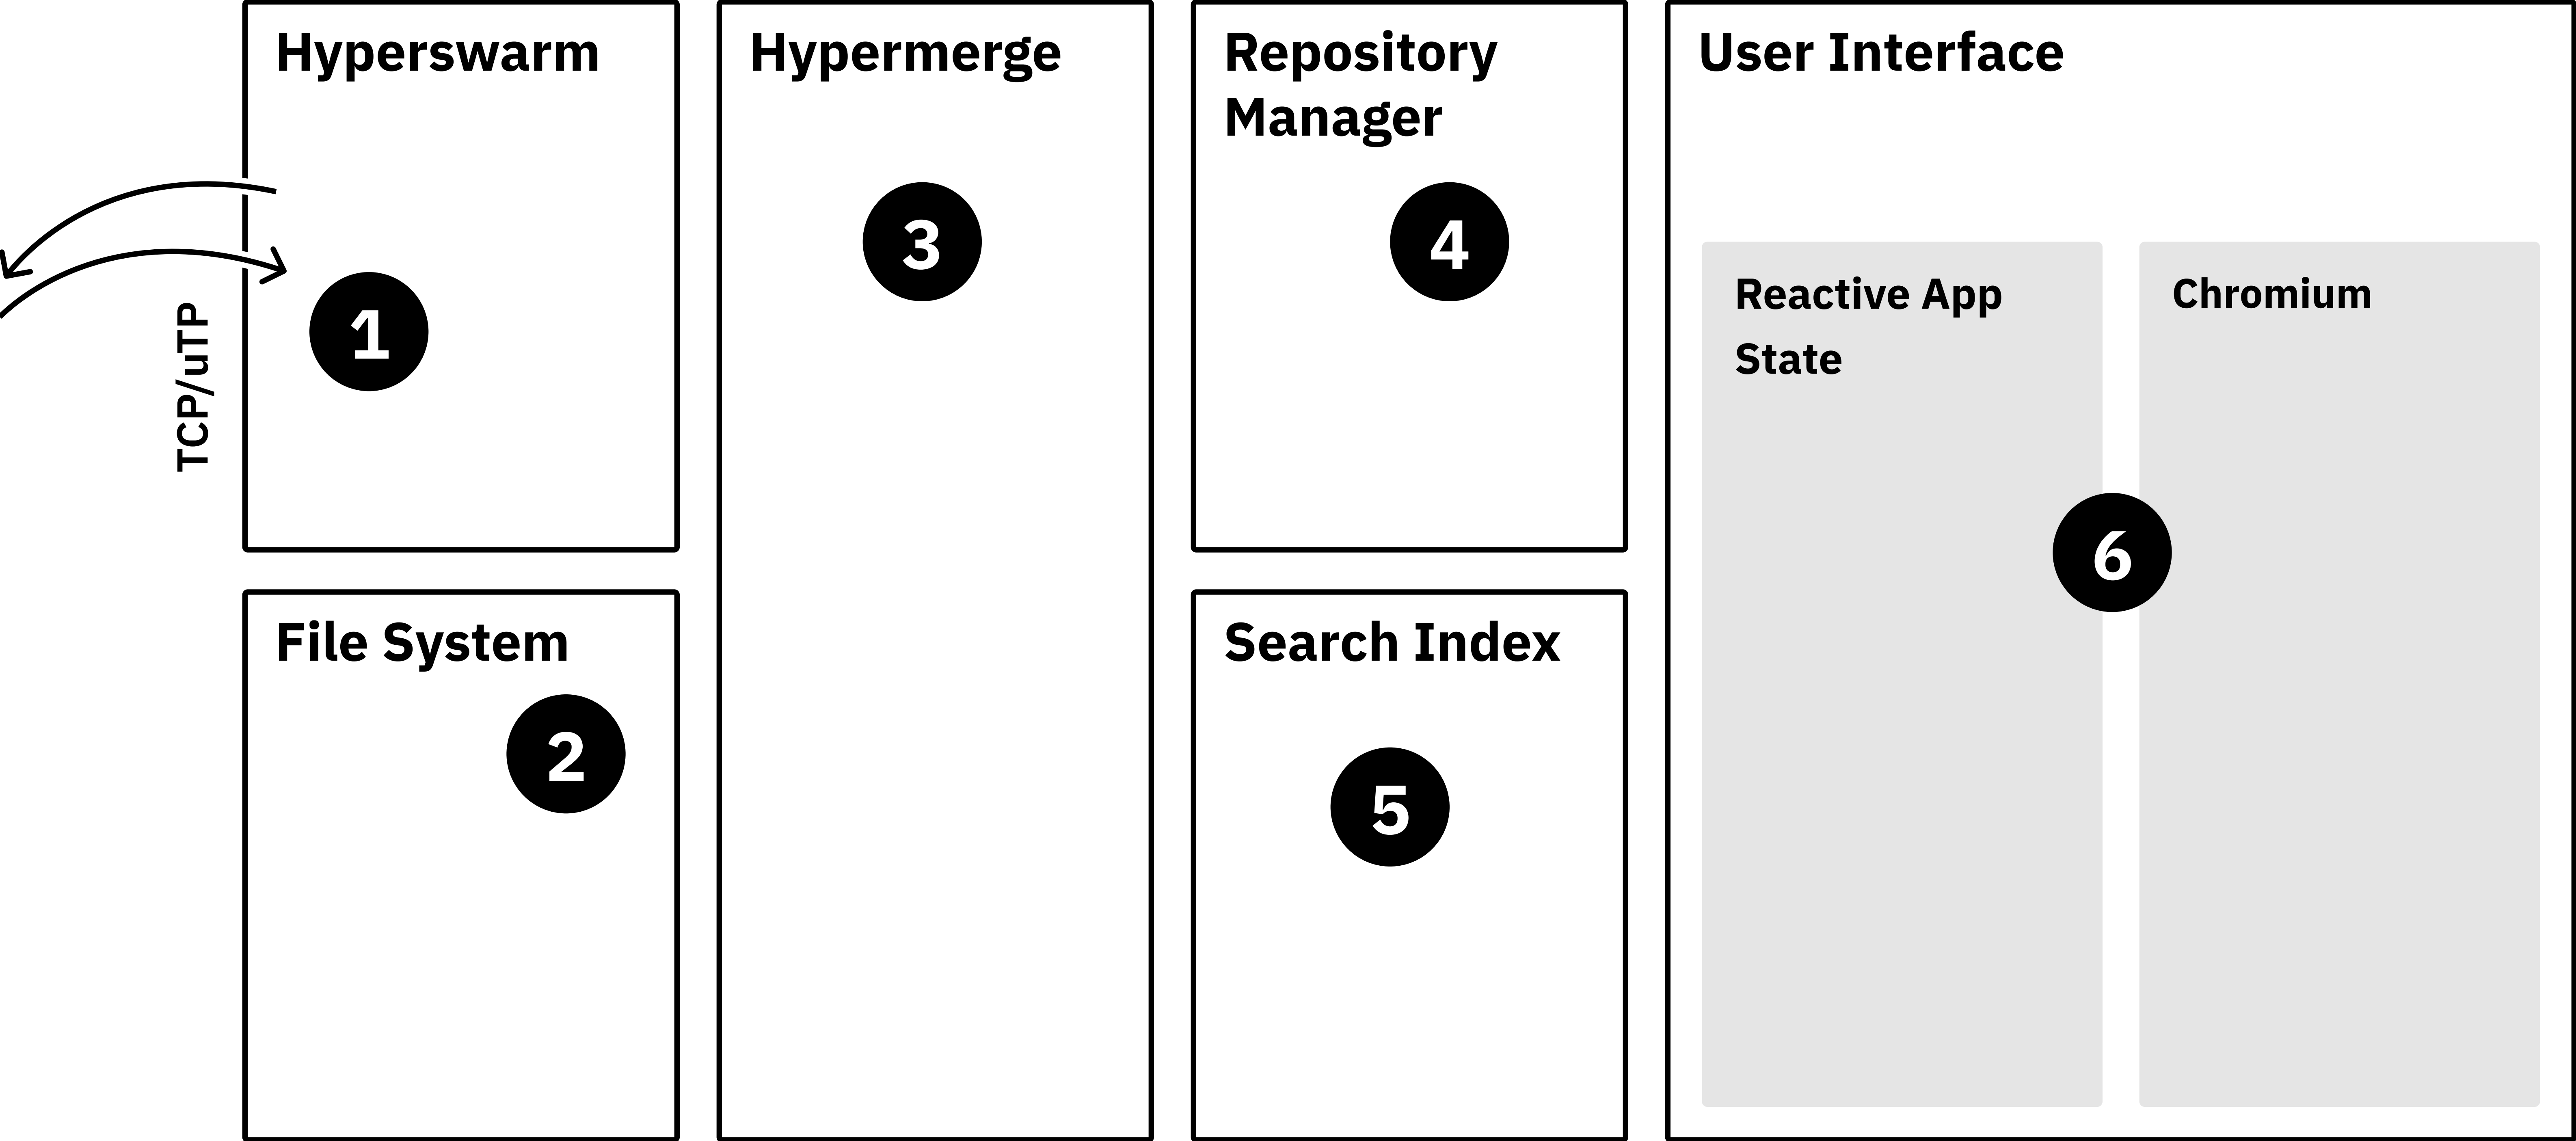 Hyperswarm
1
TCP/uTP
File System
2
Hypermerge
3
Repository
Manager
4
Search Index
5
User Interface
Reactive App
State
Chromium
6